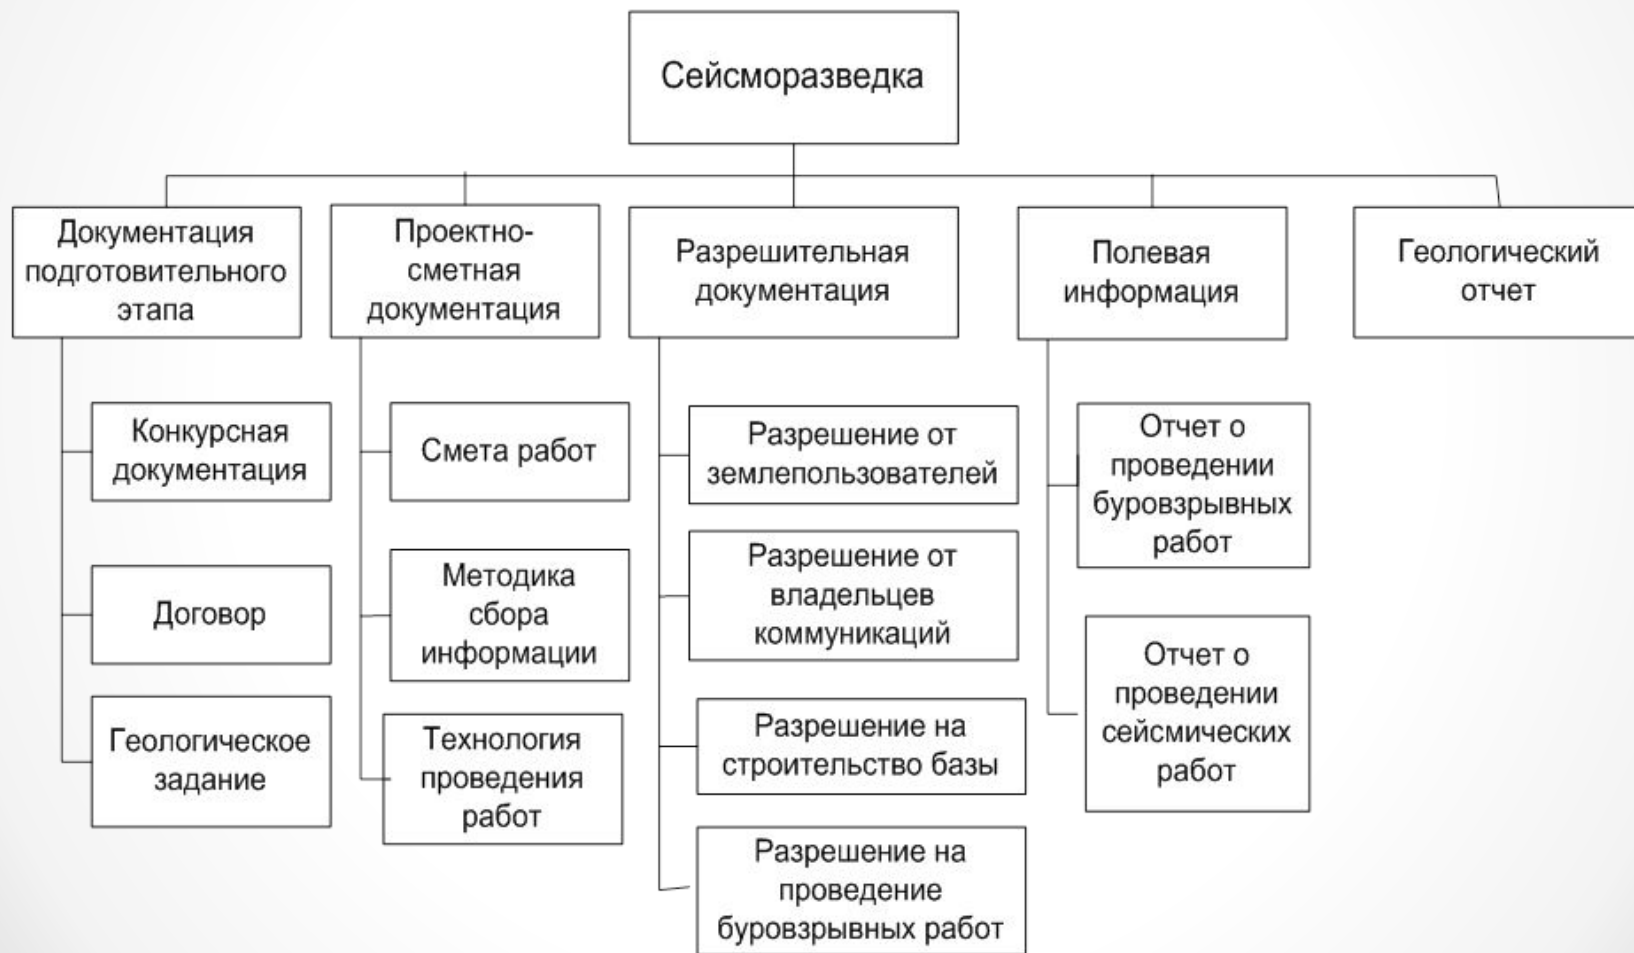 Сейсморазведка
Документация
подготовительного
этапа
Проектно-
сметная
документация
Разрешительная
документация
Полевая
информация
Геологический
отчет
Конкурсная
документация
Договор
Геологическое
задание
Смета работ
Методика
сбора
информации
Технология
проведения
работ
Разрешение от
землепользователей
Разрешение от
владельцев
коммуникаций
Разрешение на
строительство базы
Разрешение на
проведение
буровзрывных работ
Отчет о
проведении
буровзрывных
работ
Отчет о
проведении
сейсмических
работ